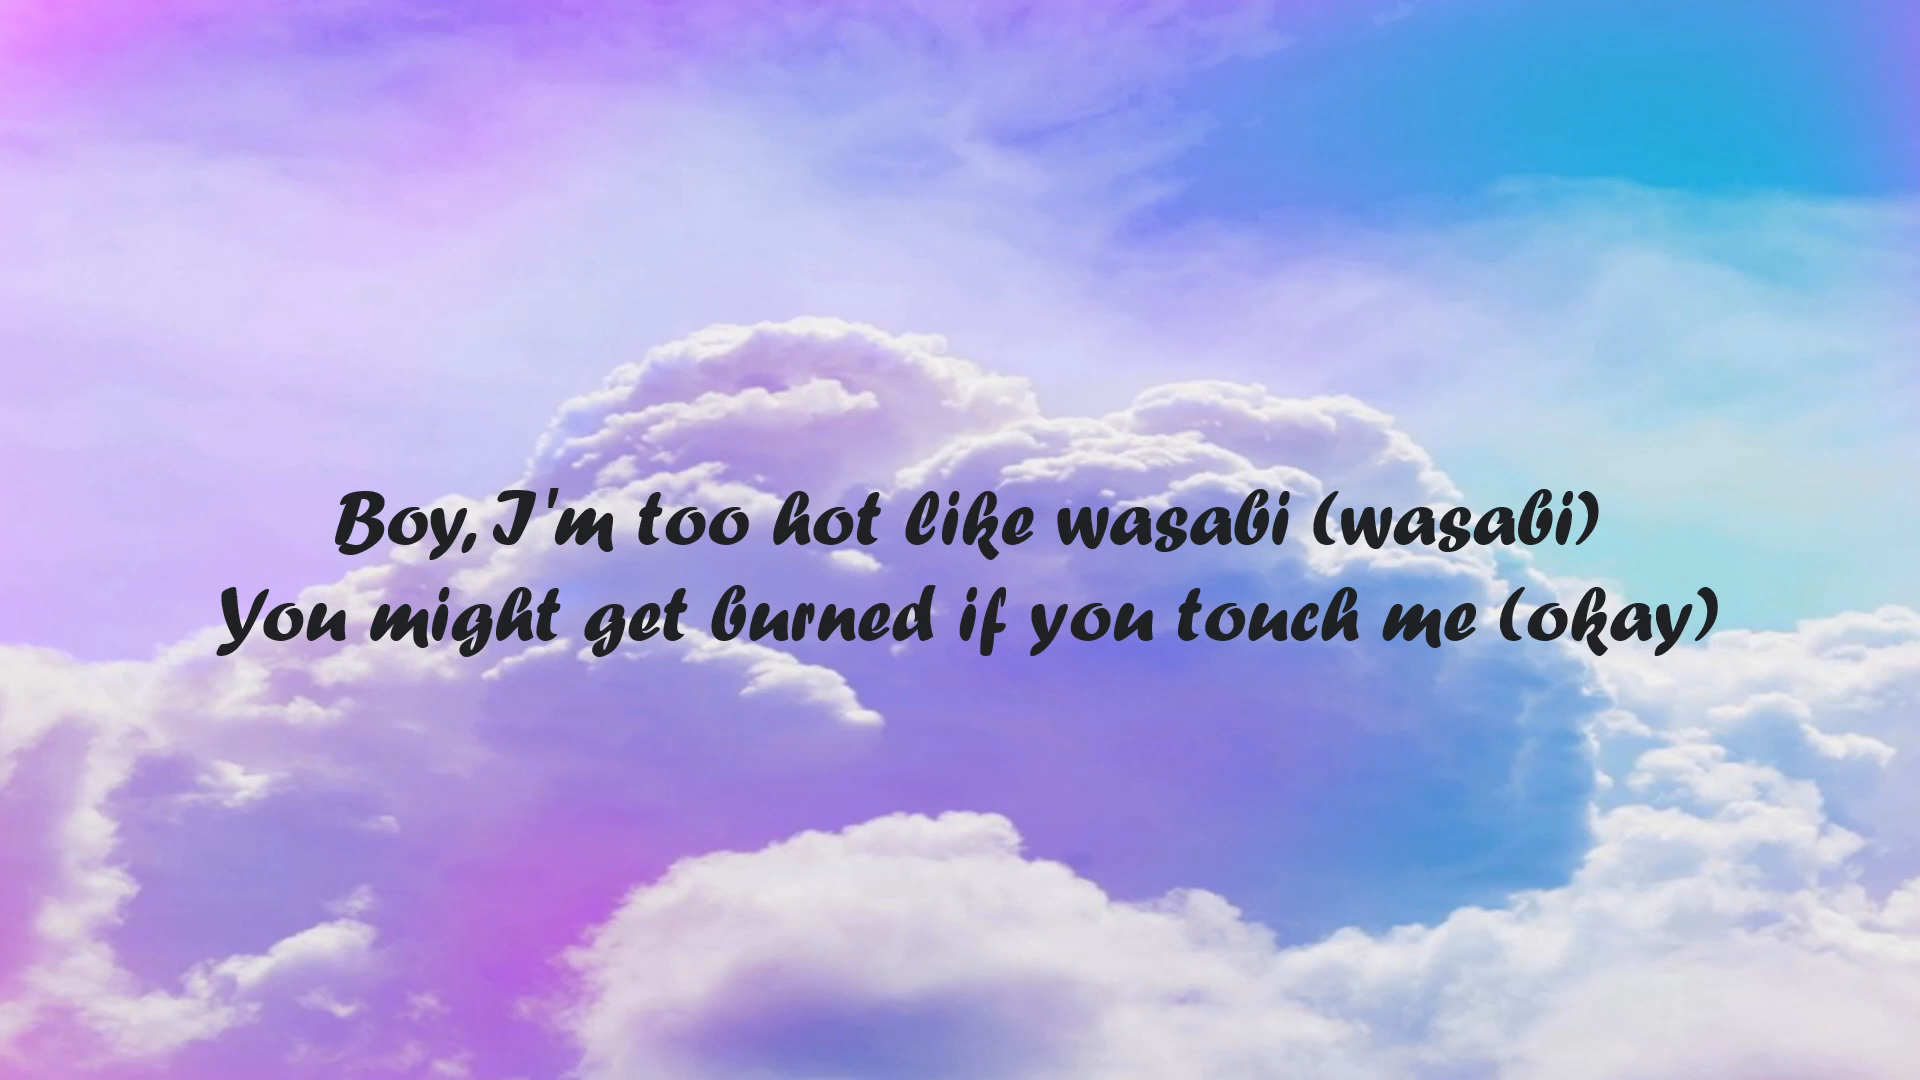 Boy, I'm too hot like wasabi (wasabi)
You might get burned if you touch me (okay)